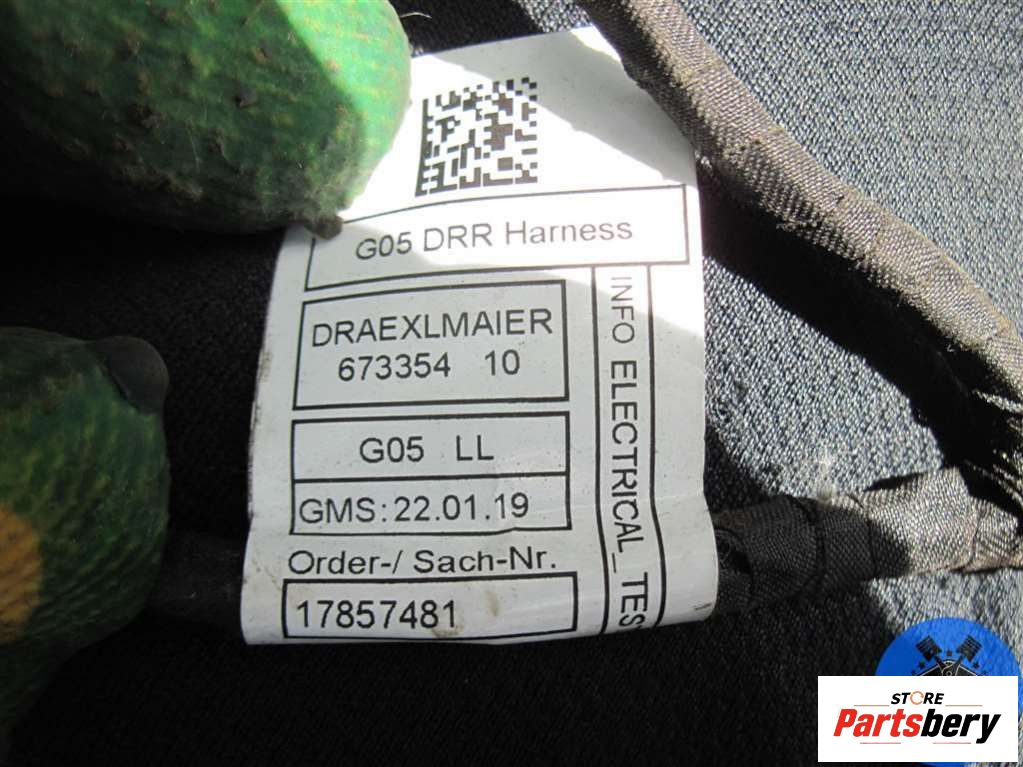 G05 DRR Harness
DRAEXLMAIER
673354 10
G05 LL
GMS: 22.01.19
Order-/ Sach-Nr.
17857481
INFO ELECTRICAL_TES
STORE
Partsbery